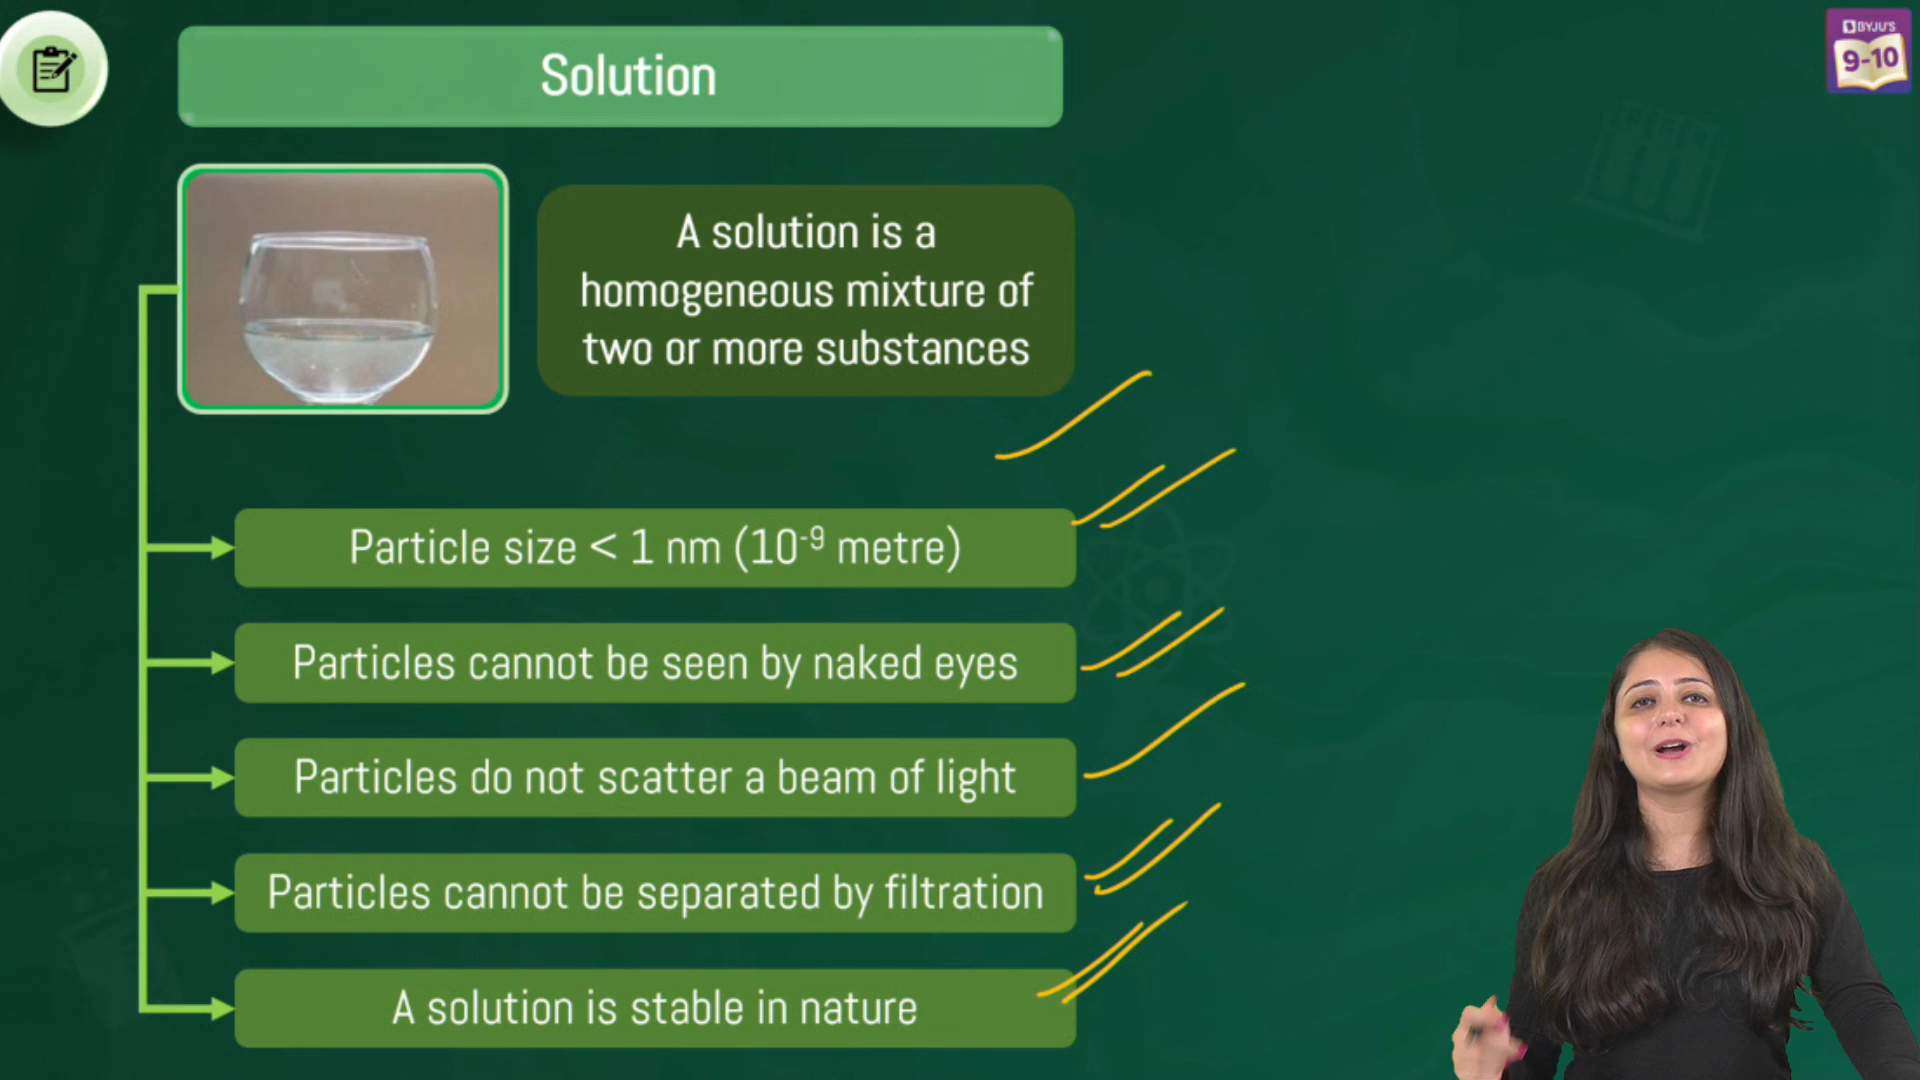 Solution
BYJU'S
9-10
A solution is a
homogeneous mixture of
two or more substances
Particle size < 1 nm (10⁻⁹ metre)
Particles cannot be seen by naked eyes
Particles do not scatter a beam of light
Particles cannot be separated by filtration
A solution is stable in nature